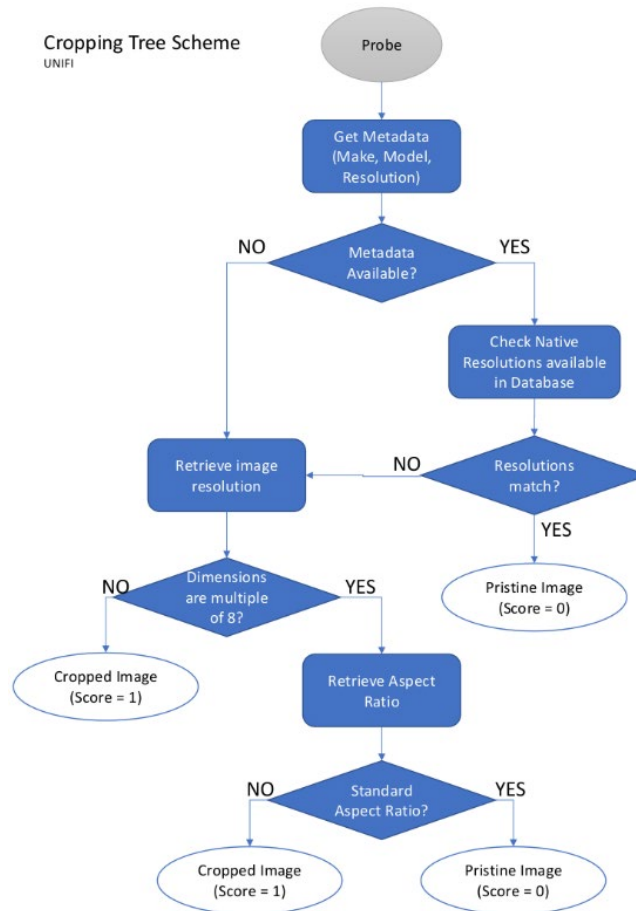 Cropping Tree Scheme
UNIFI
Probe
Get Metadata
(Make, Model,
Resolution)
NO
YES
Metadata
Available?
Check Native
Resolutions available
in Database
Retrieve image
resolution
NO
Resolutions
match?
YES
NO
Dimensions
are multiple
of 8?
YES
Pristine Image
(Score = 0)
Cropped Image
(Score = 1)
Retrieve Aspect
Ratio
NO
Standard
Aspect Ratio?
YES
Cropped Image
(Score = 1)
Pristine Image
(Score = 0)